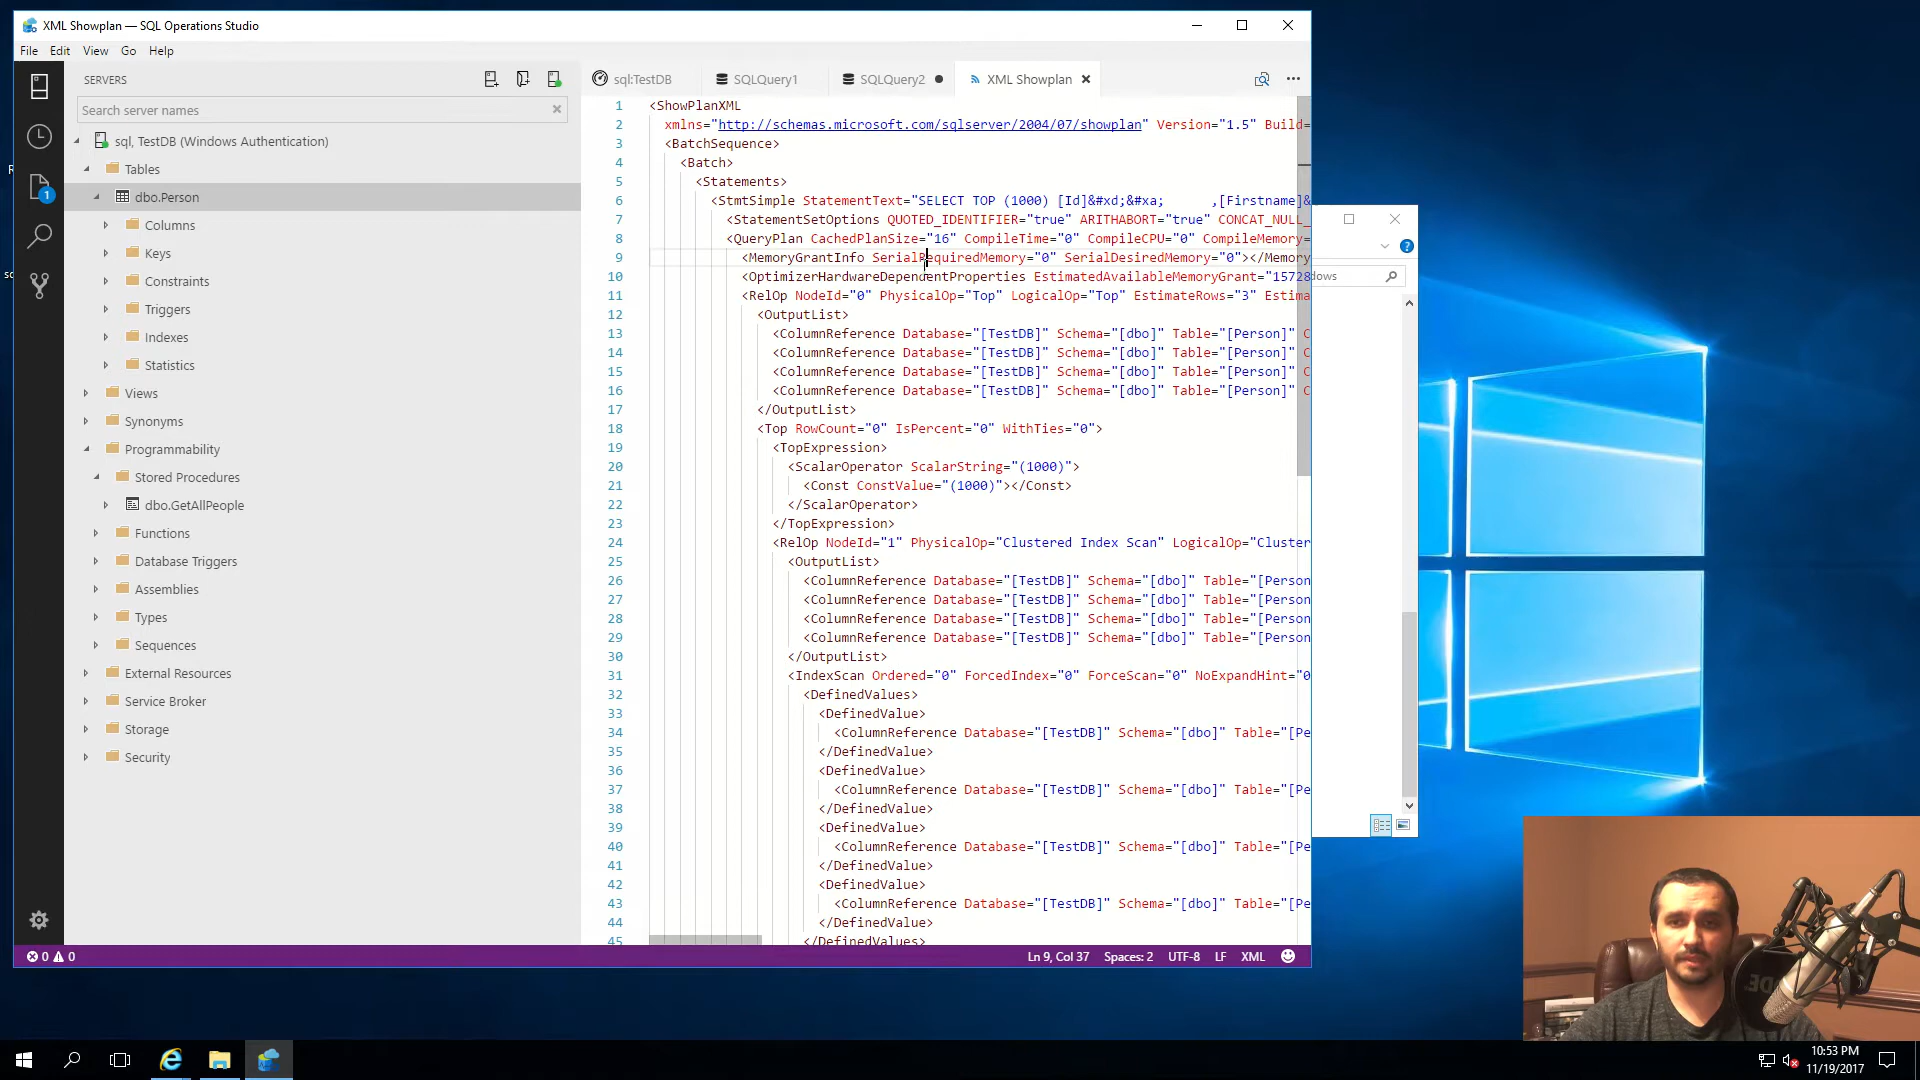 XML Showplan — SQL Operations Studio
File Edit View Go Help
SERVERS
Search server names
sql, TestDB (Windows Authentication)
Tables
dbo.Person
Columns
Keys
Constraints
Triggers
Indexes
Statistics
Views
Synonyms
Programmability
Stored Procedures
dbo.GetAllPeople
Functions
Database Triggers
Assemblies
Types
Sequences
External Resources
Service Broker
Storage
Security
1
sql:TestDB SQLQuery1 SQLQuery2 XML Showplan
1 <ShowPlanXML
2 xmlns="http://schemas.microsoft.com/sqlserver/2004/07/showplan" Version="1.5" Build=
3 <BatchSequence>
4 <Batch>
5 <Statements>
6 <StmtSimple StatementText="SELECT TOP (1000) [Id]&#xd;&#xa; ,[Firstname]&
7 <StatementSetOptions QUOTED_IDENTIFIER="true" ARITHABORT="true" CONCAT_NULL_
8 <QueryPlan CachedPlanSize="16" CompileTime="0" CompileCPU="0" CompileMemory=
9 <MemoryGrantInfo SerialRequiredMemory="0" SerialDesiredMemory="0"></Memory
10 <OptimizerHardwareDependentProperties EstimatedAvailableMemoryGrant="15728
11 <RelOp NodeId="0" PhysicalOp="Top" LogicalOp="Top" EstimateRows="3" Estima
12 <OutputList>
13 <ColumnReference Database="[TestDB]" Schema="[dbo]" Table="[Person]" C
14 <ColumnReference Database="[TestDB]" Schema="[dbo]" Table="[Person]" C
15 <ColumnReference Database="[TestDB]" Schema="[dbo]" Table="[Person]" C
16 <ColumnReference Database="[TestDB]" Schema="[dbo]" Table="[Person]" C
17 </OutputList>
18 <Top RowCount="0" IsPercent="0" WithTies="0">
19 <TopExpression>
20 <ScalarOperator ScalarString="(1000)">
21 <Const ConstValue="(1000)"></Const>
22 </ScalarOperator>
23 </TopExpression>
24 <RelOp NodeId="1" PhysicalOp="Clustered Index Scan" LogicalOp="Cluster
25 <OutputList>
26 <ColumnReference Database="[TestDB]" Schema="[dbo]" Table="[Person
27 <ColumnReference Database="[TestDB]" Schema="[dbo]" Table="[Person
28 <ColumnReference Database="[TestDB]" Schema="[dbo]" Table="[Person
29 <ColumnReference Database="[TestDB]" Schema="[dbo]" Table="[Person
30 </OutputList>
31 <IndexScan Ordered="0" ForcedIndex="0" ForceScan="0" NoExpandHint="0
32 <DefinedValues>
33 <DefinedValue>
34 <ColumnReference Database="[TestDB]" Schema="[dbo]" Table="[Pe
35 </DefinedValue>
36 <DefinedValue>
37 <ColumnReference Database="[TestDB]" Schema="[dbo]" Table="[Pe
38 </DefinedValue>
39 <DefinedValue>
40 <ColumnReference Database="[TestDB]" Schema="[dbo]" Table="[Pe
41 </DefinedValue>
42 <DefinedValue>
43 <ColumnReference Database="[TestDB]" Schema="[dbo]" Table="[Pe
44 </DefinedValue>
45 </DefinedValues>
0 0 Ln 9, Col 37 Spaces: 2 UTF-8 LF XML
dows
10:53 PM
11/19/2017